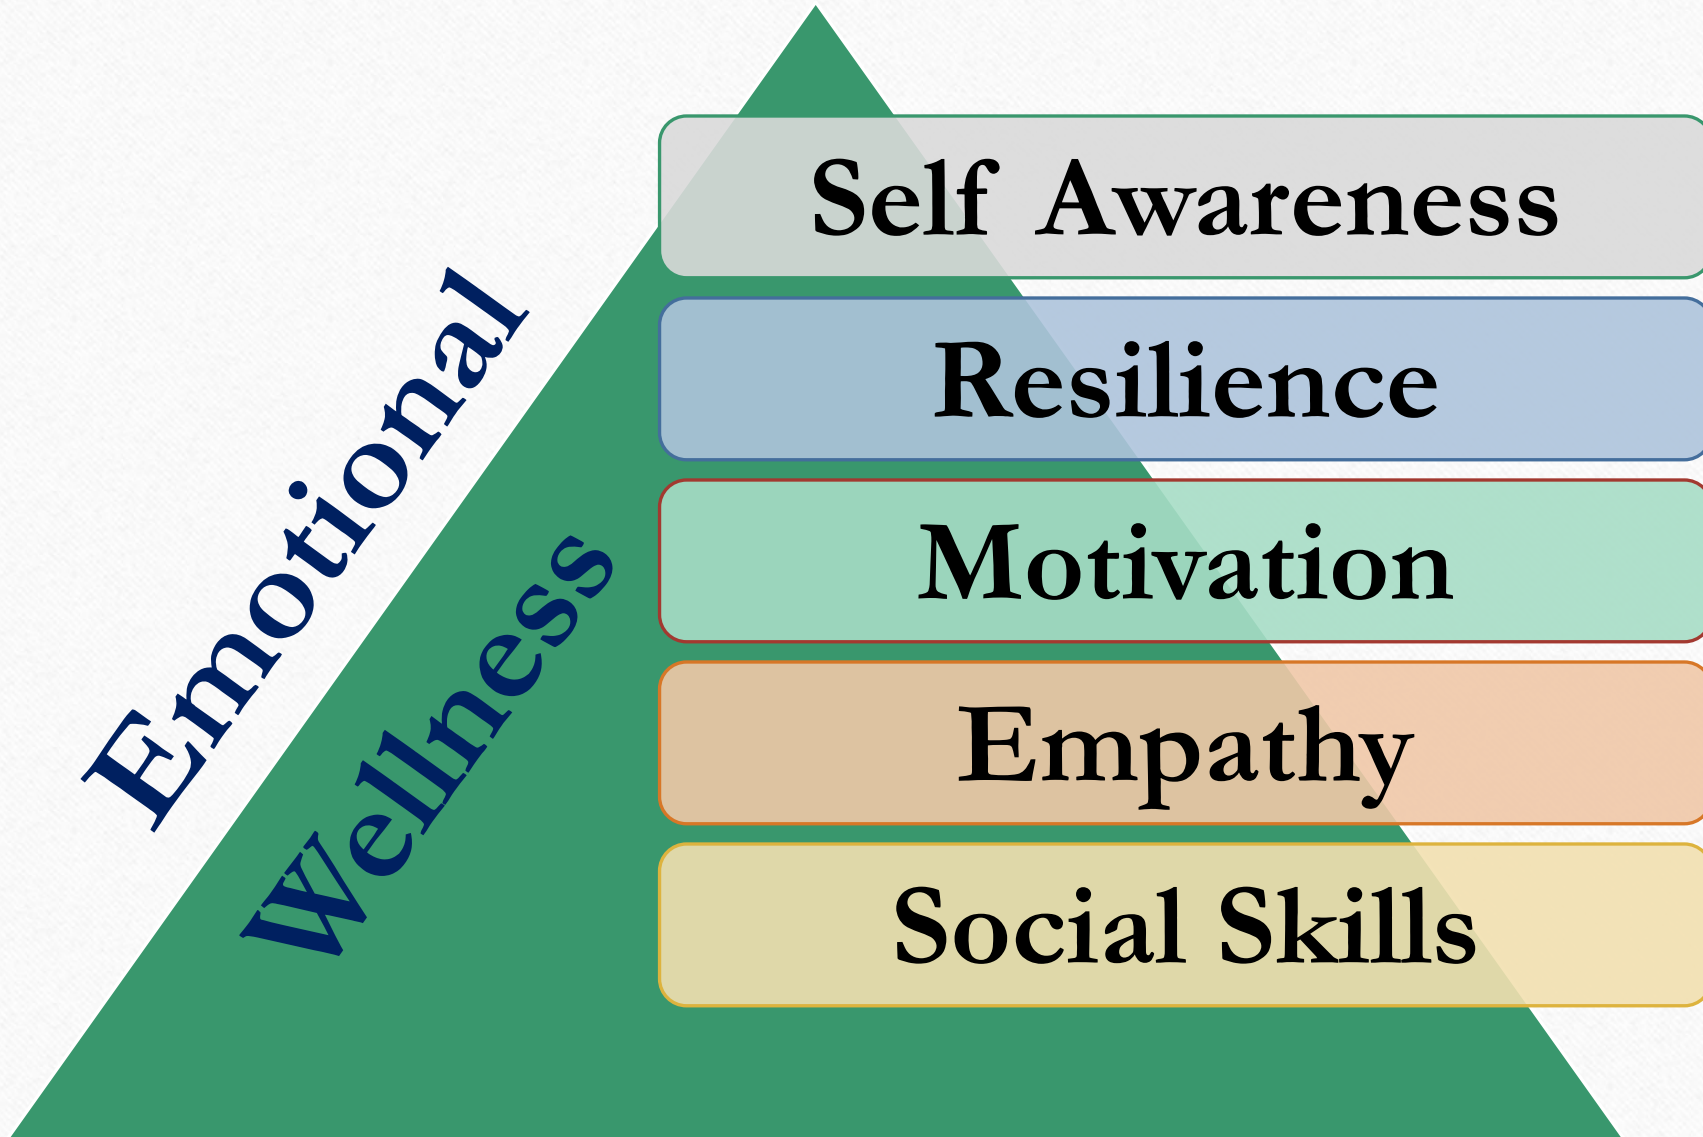 Emotional
Wellness
Self Awareness
Resilience
Motivation
Empathy
Social Skills